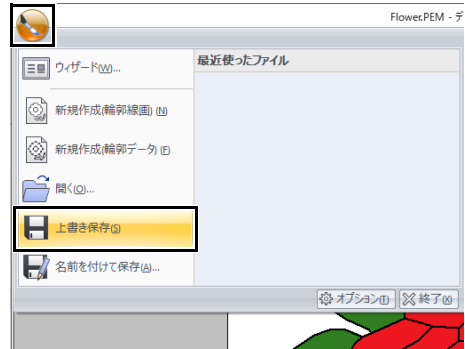 Flower.PEM - デ
最近使ったファイル
ウィザード(W)...
新規作成(輪郭線画) (N)
新規作成(輪郭データ) (F)
開く(O)...
上書き保存(S)
名前を付けて保存(A)...
オプション(T) 終了(X)